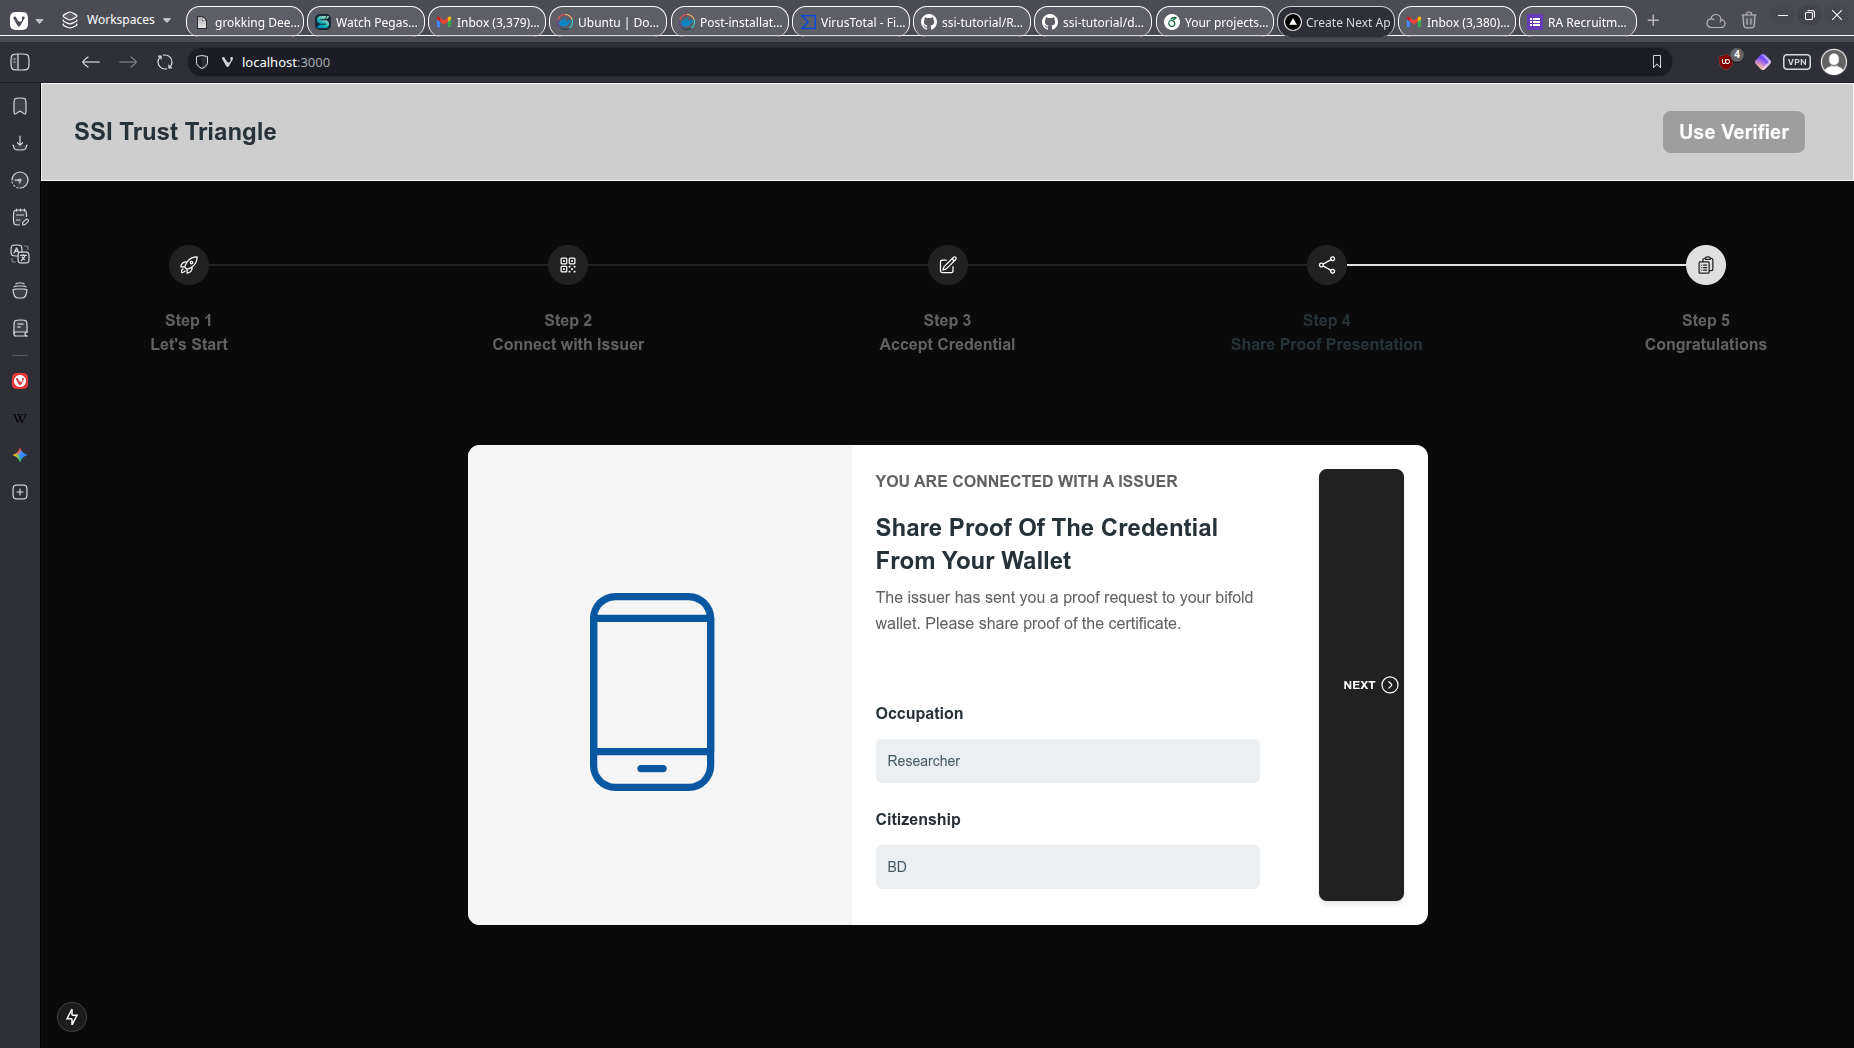 Workspaces
grokking Dee...
Watch Pegas...
Inbox (3,379)...
Ubuntu | Do...
Post-installat...
VirusTotal - Fi...
ssi-tutorial/R...
ssi-tutorial/d...
Your projects...
Create Next Ap
Inbox (3,380)...
RA Recruitm...
localhost:3000
4
VPN
SSI Trust Triangle
Use Verifier
Step 1
Let's Start
Step 2
Connect with Issuer
Step 3
Accept Credential
Step 4
Share Proof Presentation
Step 5
Congratulations
YOU ARE CONNECTED WITH A ISSUER
Share Proof Of The Credential
From Your Wallet
The issuer has sent you a proof request to your bifold
wallet. Please share proof of the certificate.
Occupation
Researcher
Citizenship
BD
NEXT
W